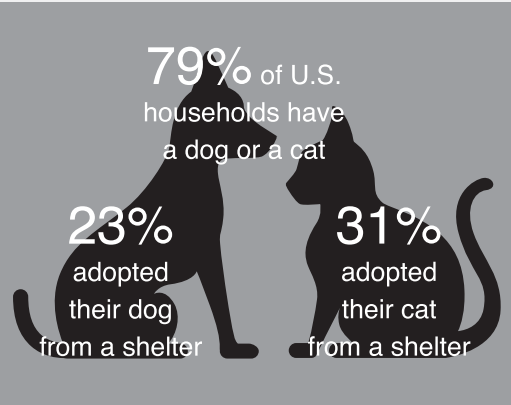 79% of U.S.
households have
a dog or a cat
23%
adopted
their dog
from a shelter
31%
adopted
their cat
from a shelter